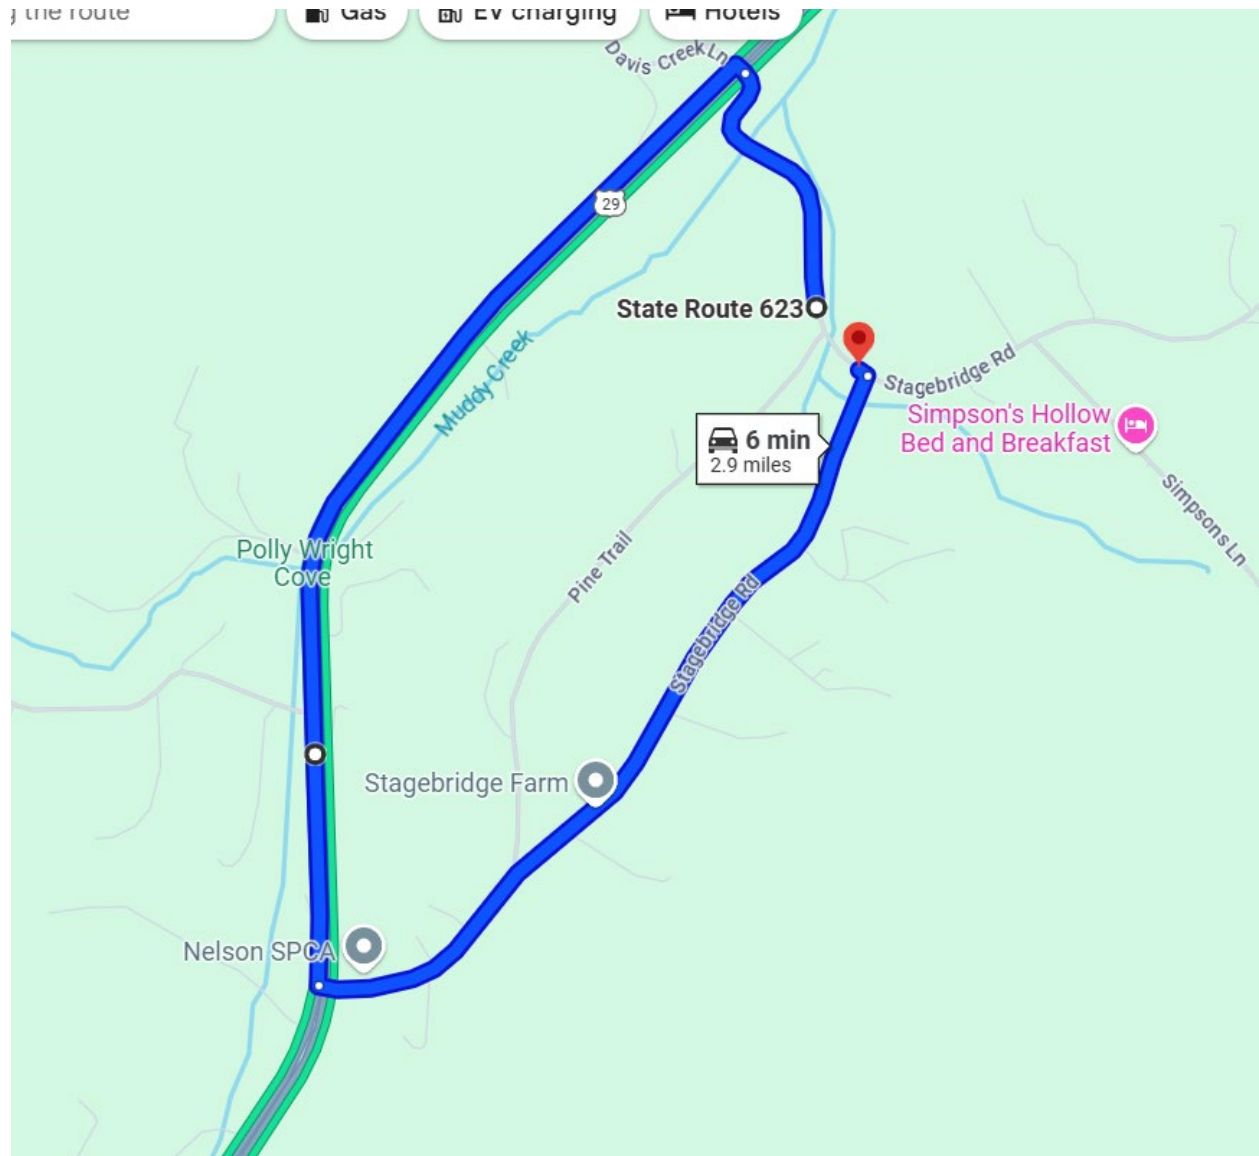 the route
Gas
EV charging
Hotels
Davis Creek Ln
29
State Route 623
Muddy Creek
Stagebridge Rd
6 min
2.9 miles
Simpson's Hollow
Bed and Breakfast
Simpsons Ln
Polly Wright
Cove
Pine Trail
Stagebridge Rd
Stagebridge Farm
Nelson SPCA